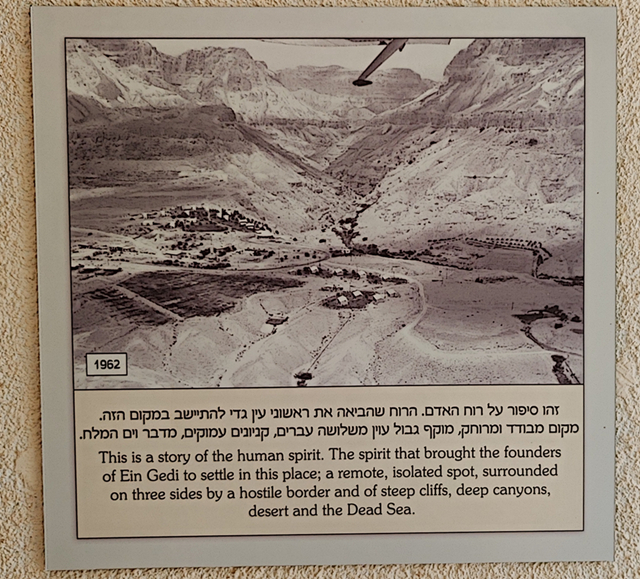 1962
זהו סיפור על רוח האדם. הרוח שהביאה את ראשוני עין גדי להתיישב במקום הזה.
מקום מבודד ומרוחק, מוקף גבול עוין משלושה עברים, קניונים עמוקים, מדבר וים המלח.
This is a story of the human spirit. The spirit that brought the founders
of Ein Gedi to settle in this place; a remote, isolated spot, surrounded
on three sides by a hostile border and of steep cliffs, deep canyons,
desert and the Dead Sea.